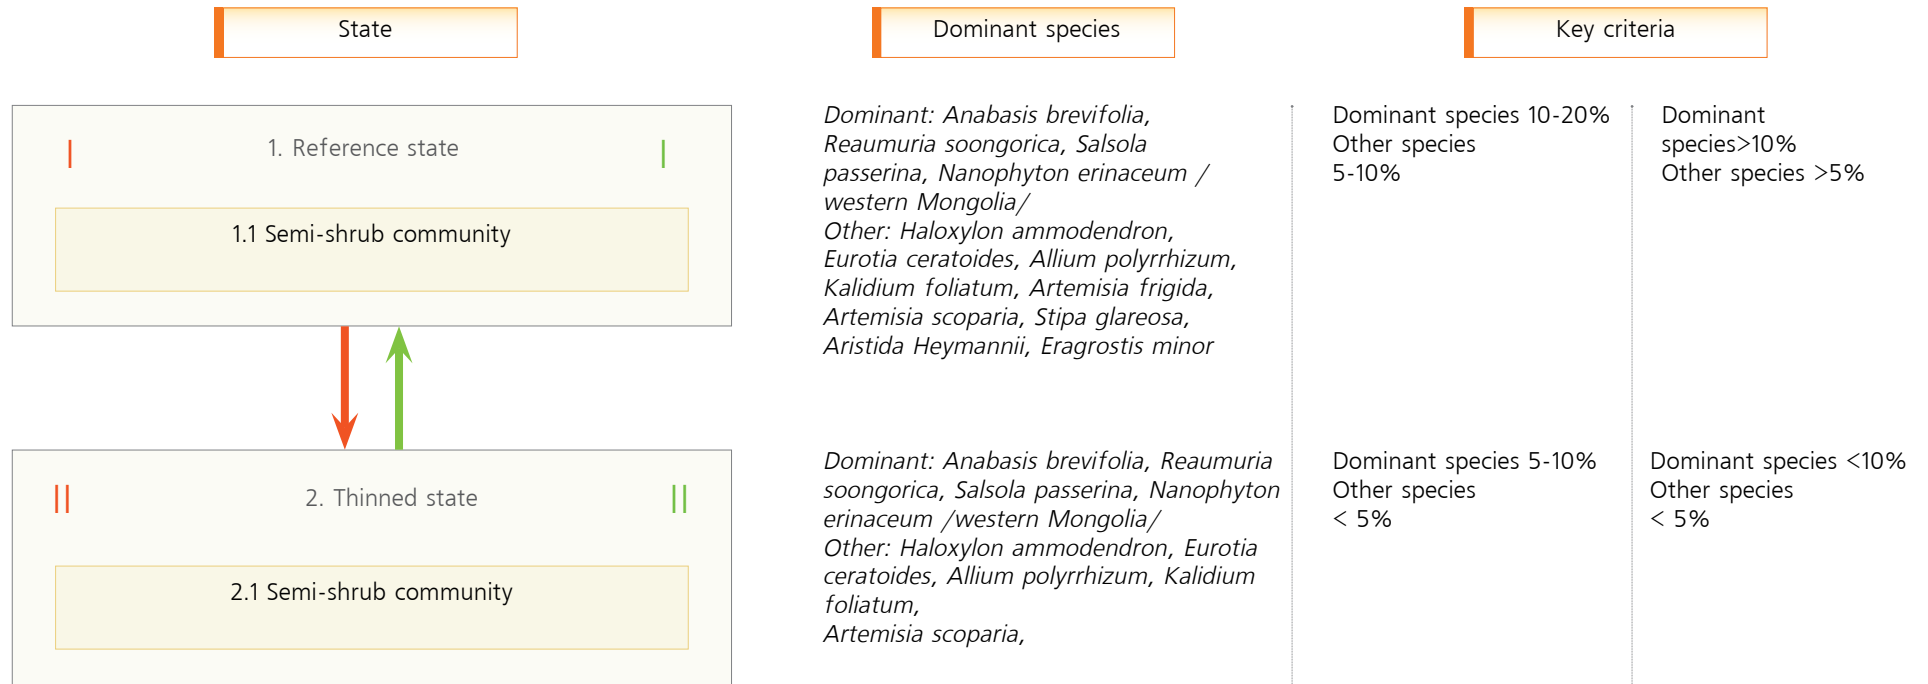 State
Dominant species
Key criteria
1. Reference state
1.1 Semi-shrub community
Dominant: Anabasis brevifolia,
Reaumuria soongorica, Salsola
passerina, Nanophyton erinaceum /
western Mongolia/
Other: Haloxylon ammodendron,
Eurotia ceratoides, Allium polyrrhizum,
Kalidium foliatum, Artemisia frigida,
Artemisia scoparia, Stipa glareosa,
Aristida Heymannii, Eragrostis minor
Dominant species 10-20%
Other species
5-10%
Dominant
species>10%
Other species >5%
2. Thinned state
2.1 Semi-shrub community
Dominant: Anabasis brevifolia, Reaumuria
soongorica, Salsola passerina, Nanophyton
erinaceum /western Mongolia/
Other: Haloxylon ammodendron, Eurotia
ceratoides, Allium polyrrhizum, Kalidium
foliatum,
Artemisia scoparia,
Dominant species 5-10%
Other species
< 5%
Dominant species <10%
Other species
< 5%